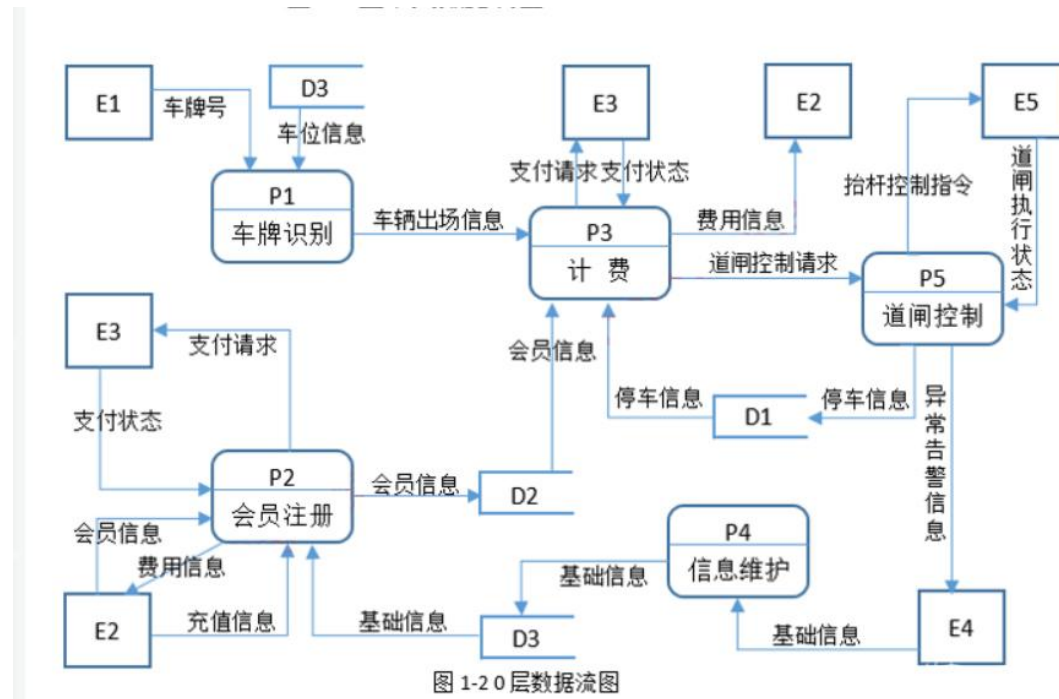 E1
车牌号
D3
车位信息
P1
车牌识别
车辆出场信息
E3
支付请求
支付状态
E2
费用信息
P3
计 费
道闸控制请求
E5
抬杆控制指令
道闸执行状态
P5
道闸控制
E3
支付请求
支付状态
会员信息
停车信息
D1
停车信息
异常告警信息
P2
会员注册
会员信息
D2
会员信息
费用信息
E2
充值信息
基础信息
D3
基础信息
P4
信息维护
基础信息
E4
图 1-2 0 层数据流图